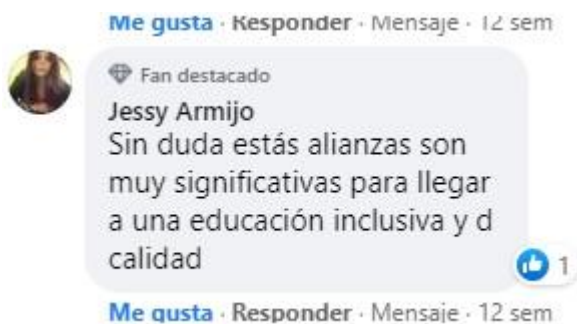 Me gusta · Responder · Mensaje · 12 sem
Fan destacado
Jessy Armijo
Sin duda estás alianzas son
muy significativas para llegar
a una educación inclusiva y d
calidad
1
Me gusta · Responder · Mensaje · 12 sem